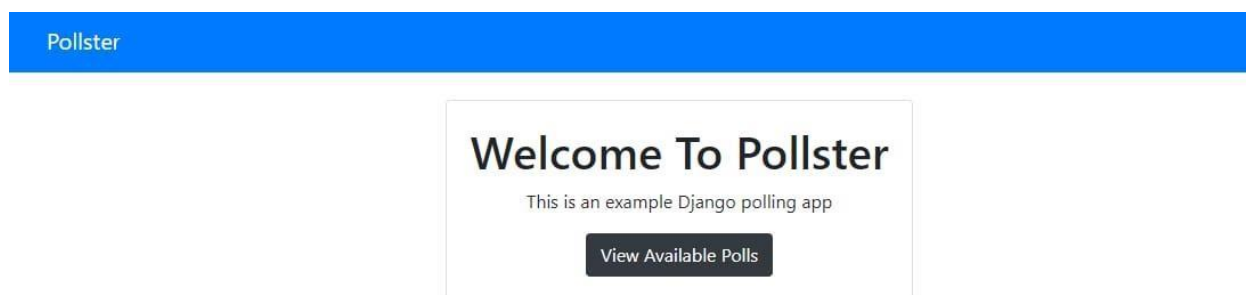 Pollster
Welcome To Pollster
This is an example Django polling app
View Available Polls